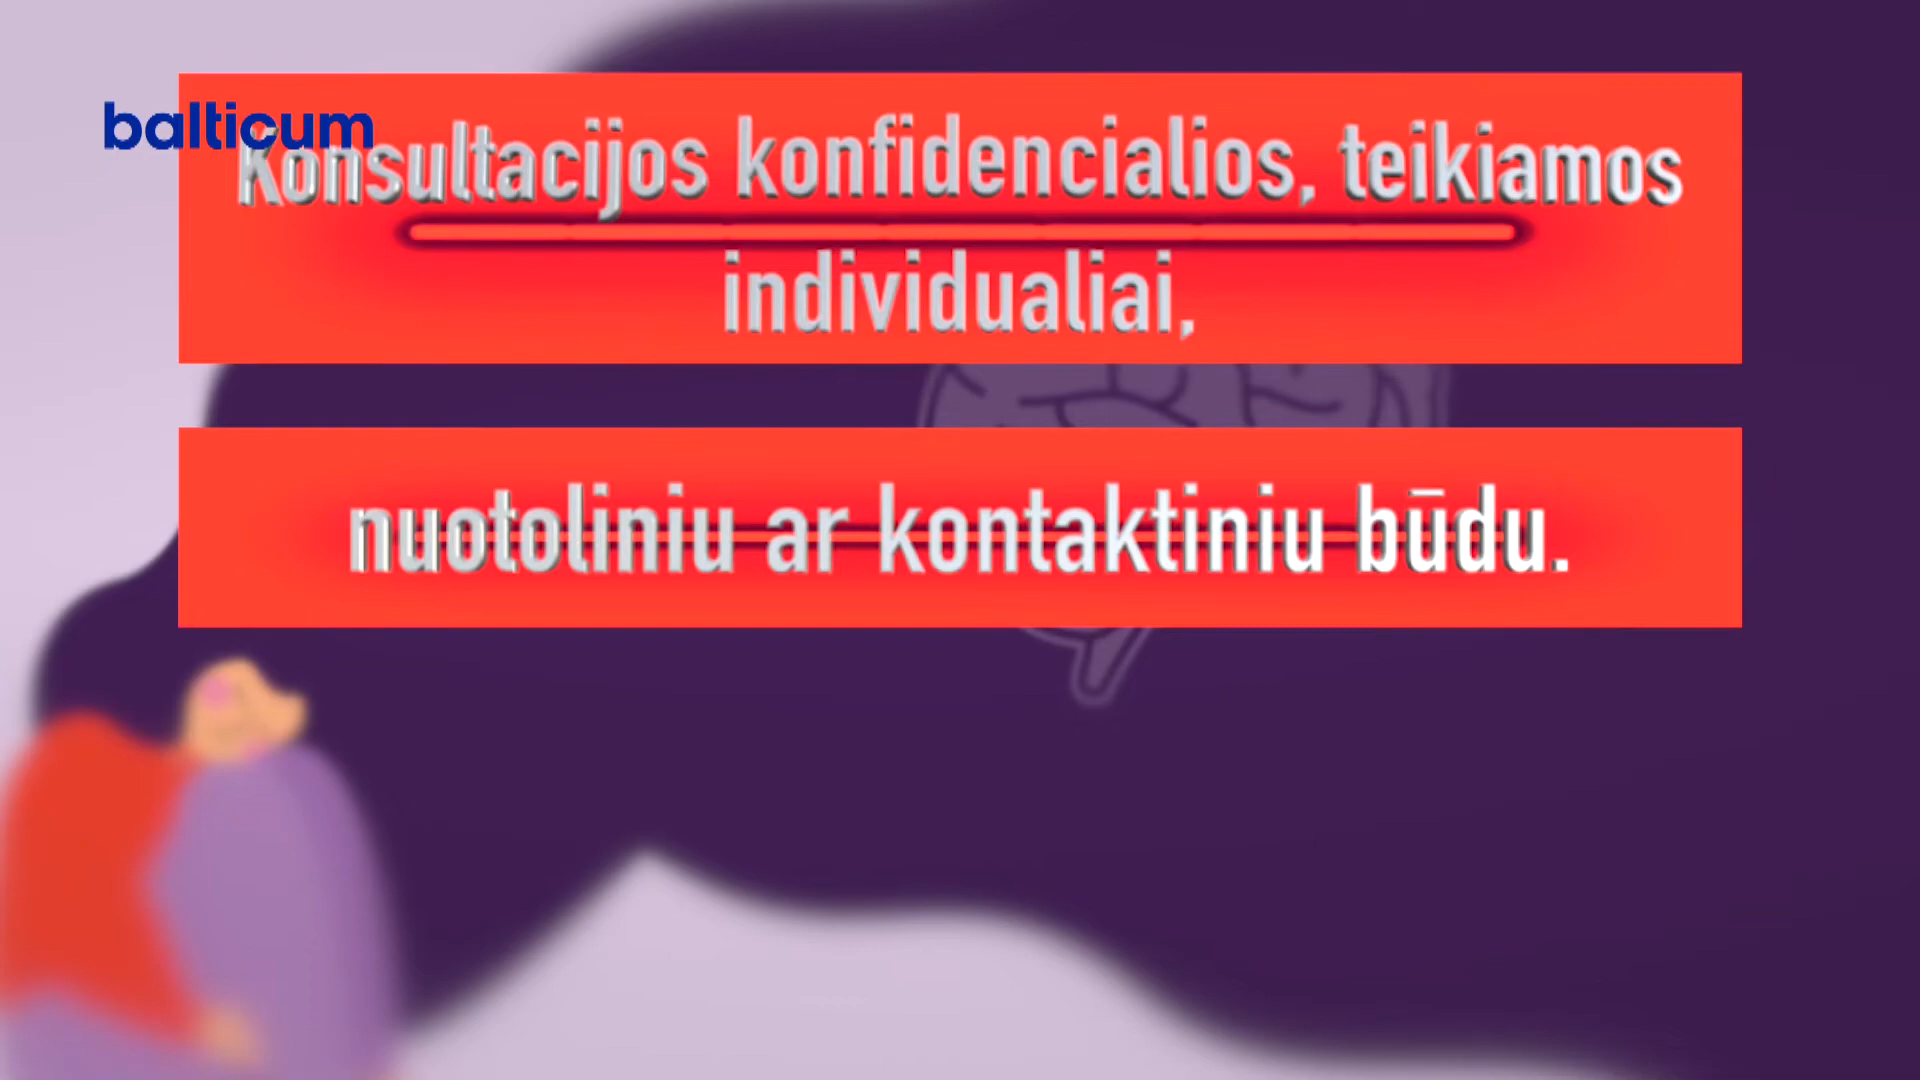 balticum
Konsultacijos konfidencialios, teikiamos
individualiai,
nuotoliniu ar kontaktiniu būdu.